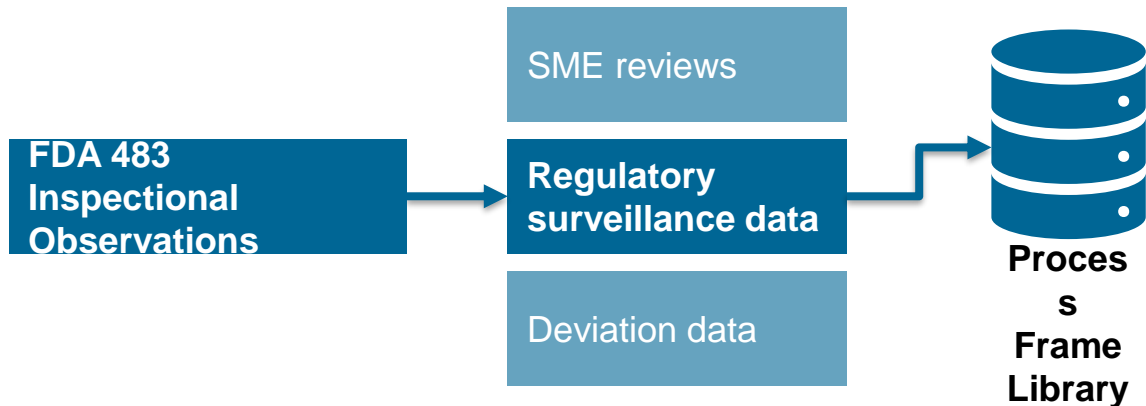 SME reviews
FDA 483
Inspectional
Observations
Regulatory
surveillance data
Deviation data
Proces
s
Frame
Library